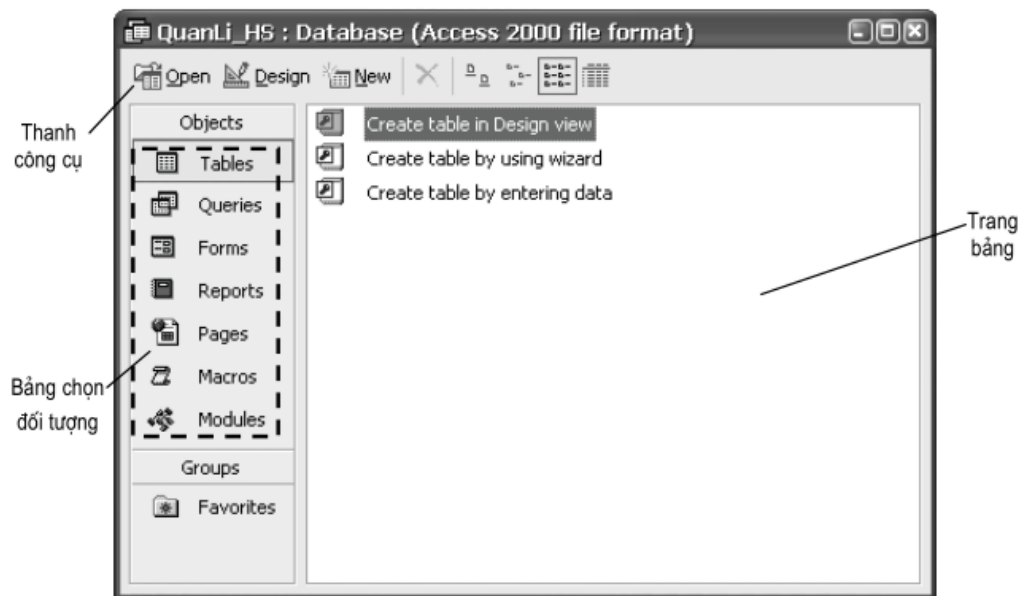 QuanLi_HS : Database (Access 2000 file format)
Open Design New
Thanh
công cụ
Objects
Tables
Queries
Forms
Reports
Pages
Macros
Modules
Groups
Favorites
Create table in Design view
Create table by using wizard
Create table by entering data
Trang
bảng
Bảng chọn
đối tượng